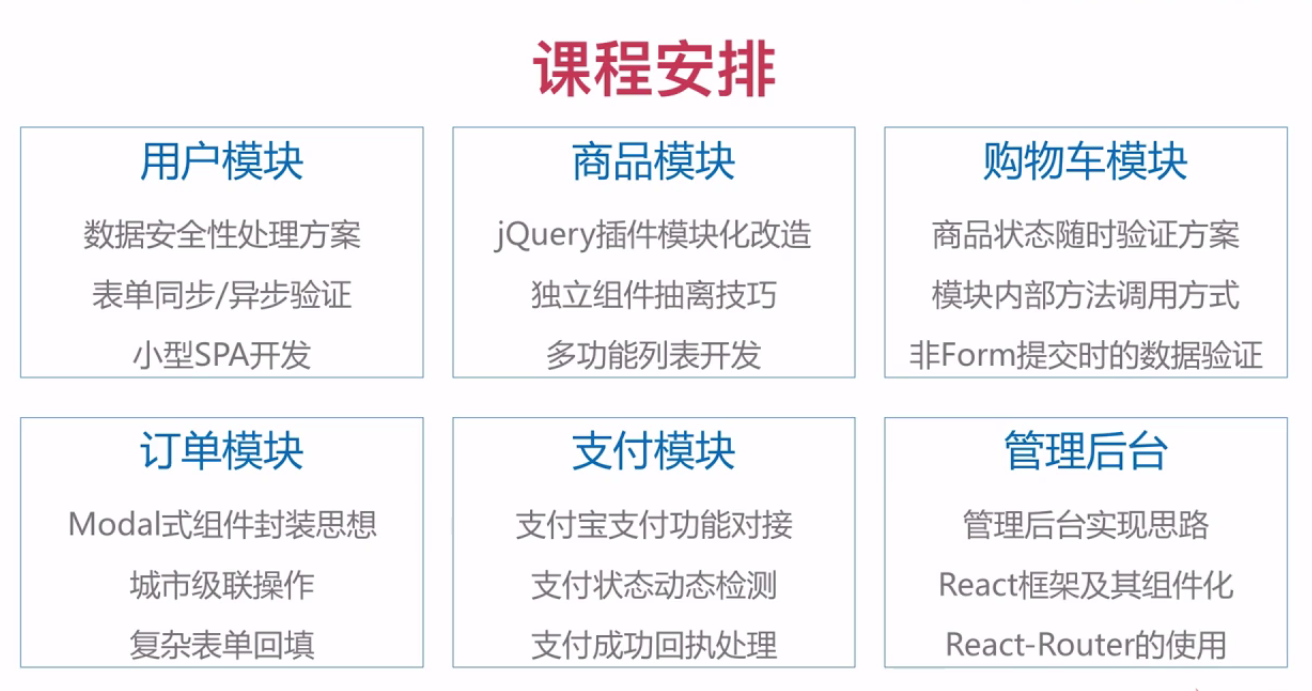 课程安排
用户模块
数据安全性处理方案
表单同步/异步验证
小型SPA开发
商品模块
jQuery插件模块化改造
独立组件抽离技巧
多功能列表开发
购物车模块
商品状态随时验证方案
模块内部方法调用方式
非Form提交时的数据验证
订单模块
Modal式组件封装思想
城市级联操作
复杂表单回填
支付模块
支付宝支付功能对接
支付状态动态检测
支付成功回执处理
管理后台
管理后台实现思路
React框架及其组件化
React-Router的使用